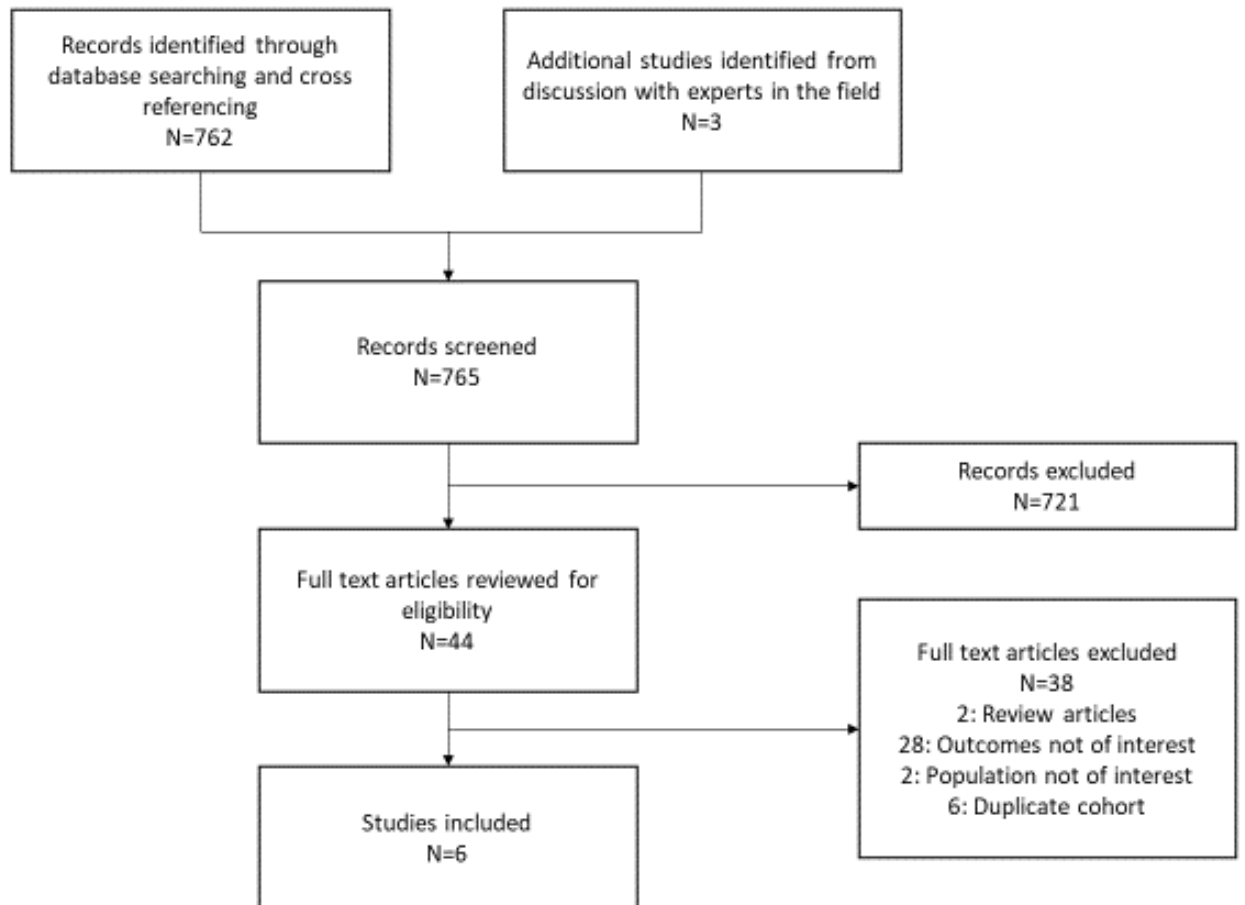 Records identified through
database searching and cross
referencing
N=762
Additional studies identified from
discussion with experts in the field
N=3
Records screened
N=765
Records excluded
N=721
Full text articles reviewed for
eligibility
N=44
Full text articles excluded
N=38
2: Review articles
28: Outcomes not of interest
2: Population not of interest
6: Duplicate cohort
Studies included
N=6